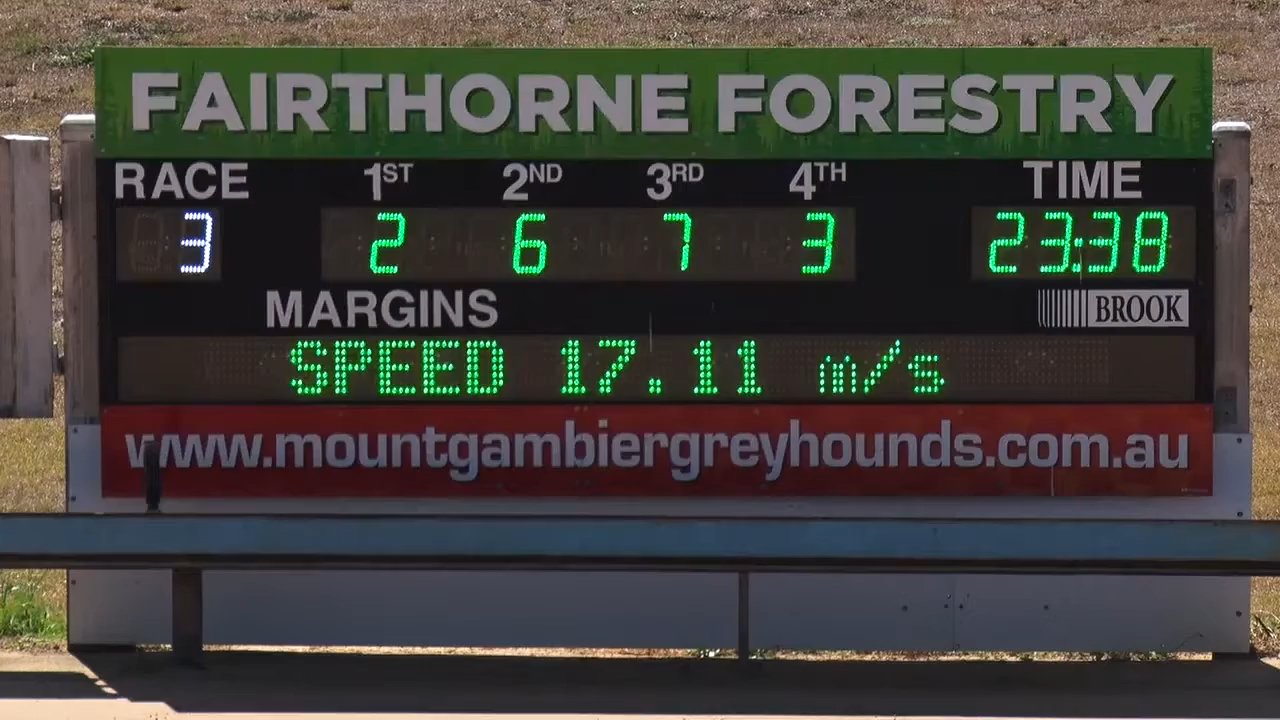 FAIRTHORNE FORESTRY
RACE 1ST 2ND 3RD 4TH TIME
3 2 6 7 3 23:38
MARGINS BROOK
SPEED 17.11 m/s
www.mountgambiergreyhounds.com.au